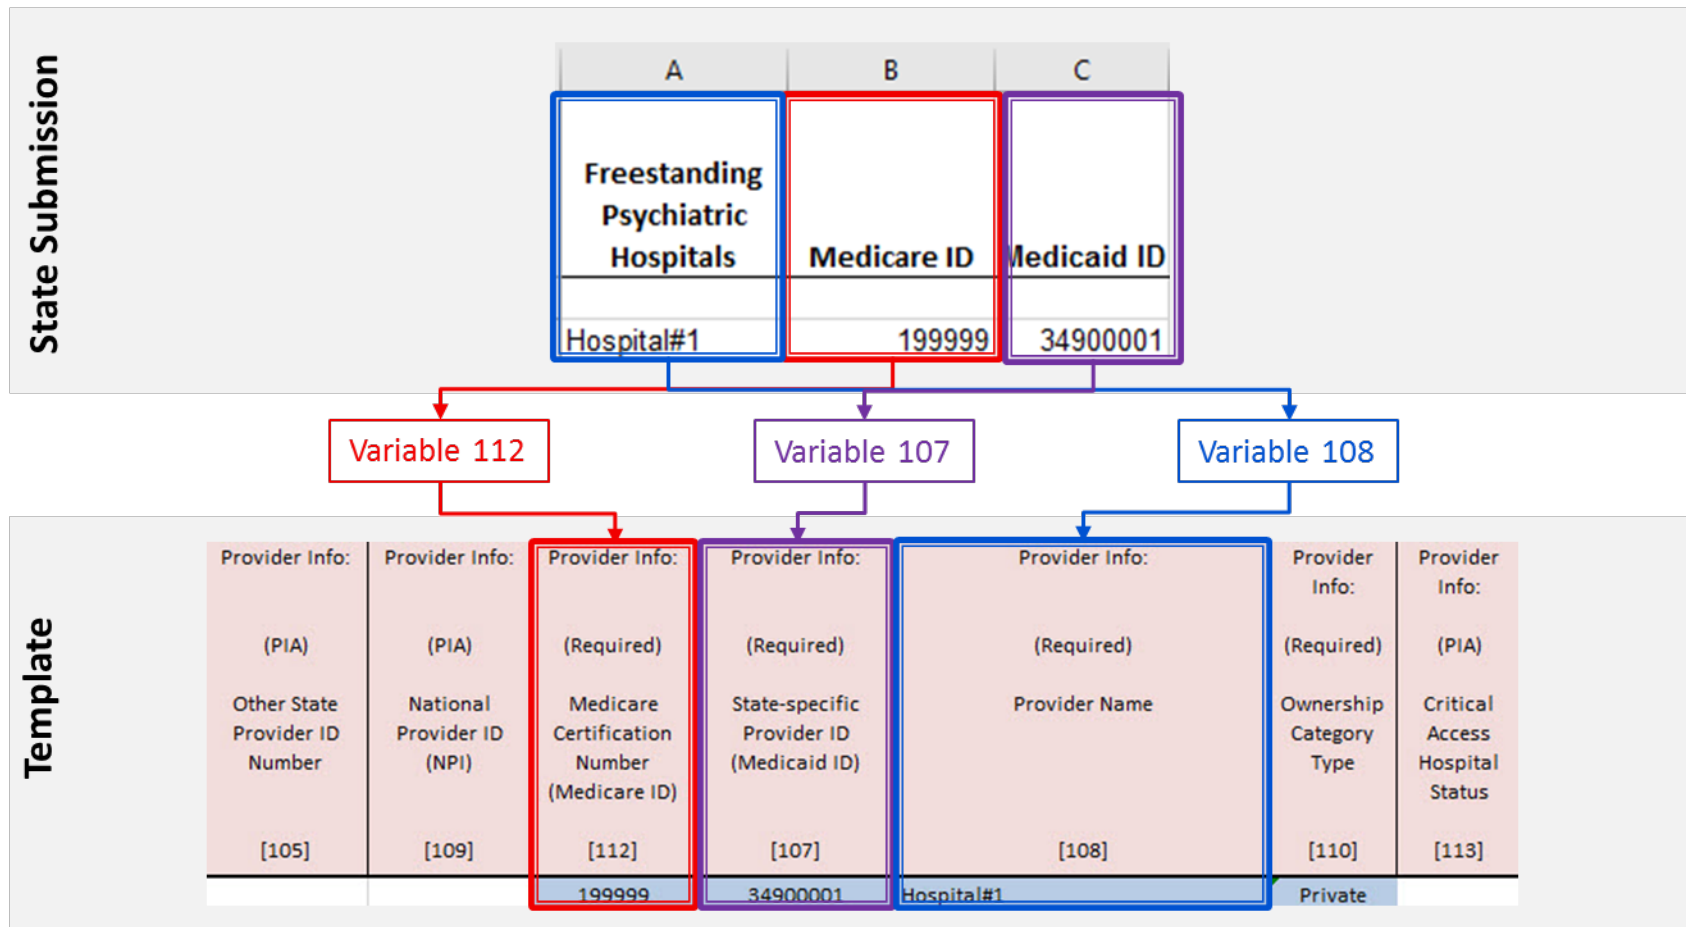 State Submission
A B C
Freestanding
Psychiatric
Hospitals
Medicare ID
Medicaid ID
Hospital#1 199999 34900001
Variable 112
Variable 107
Variable 108
Template
Provider Info:
(PIA)
Other State
Provider ID
Number
[105]
Provider Info:
(PIA)
National
Provider ID
(NPI)
[109]
Provider Info:
(Required)
Medicare
Certification
Number
(Medicare ID)
[112]
199999
Provider Info:
(Required)
State-specific
Provider ID
(Medicaid ID)
[107]
34900001
Provider Info:
(Required)
Provider Name
[108]
Hospital#1
Provider
Info:
(Required)
Ownership
Category
Type
[110]
Private
Provider
Info:
(PIA)
Critical
Access
Hospital
Status
[113]